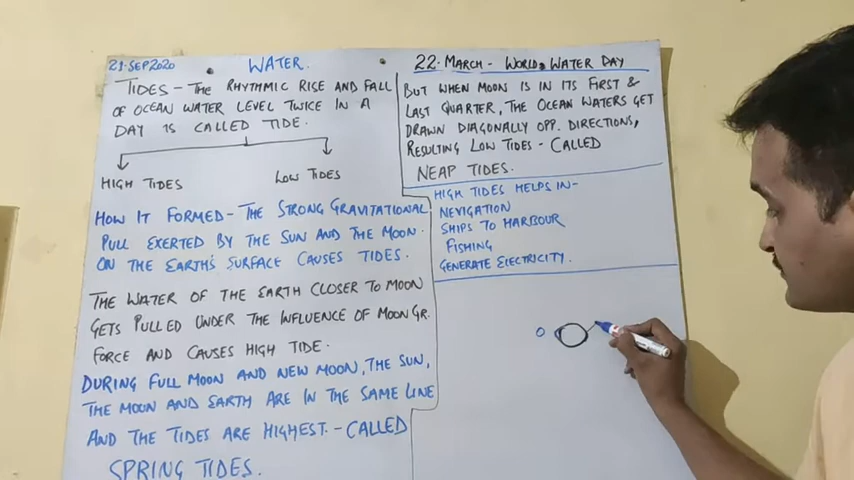 21-SEP2020 WATER.
TIDES - THE RHYTHMIC RISE AND FALL
OF OCEAN WATER LEVEL TWICE IN A
DAY IS CALLED TIDE.
HIGH TIDES LOW TIDES
HOW IT FORMED - THE STRONG GRAVITATIONAL
PULL EXERTED BY THE SUN AND THE MOON.
ON THE EARTH'S SURFACE CAUSES TIDES.
THE WATER OF THE EARTH CLOSER TO MOON
GETS PULLED UNDER THE INFLUENCE OF MOON GR.
FORCE AND CAUSES HIGH TIDE.
DURING FULL MOON AND NEW MOON, THE SUN,
THE MOON AND EARTH ARE IN THE SAME LINE
AND THE TIDES ARE HIGHEST. - CALLED
SPRING TIDES.
22. MARCH - WORLD WATER DAY
BUT WHEN MOON IS IN ITS FIRST &
LAST QUARTER, THE OCEAN WATERS GET
DRAWN DIAGONALLY OPP. DIRECTIONS,
RESULTING LOW TIDES - CALLED
NEAP TIDES.
HIGH TIDES HELPS IN-
NEVIGATION
SHIPS TO HARBOUR
FISHING
GENERATE ELECTRICITY.